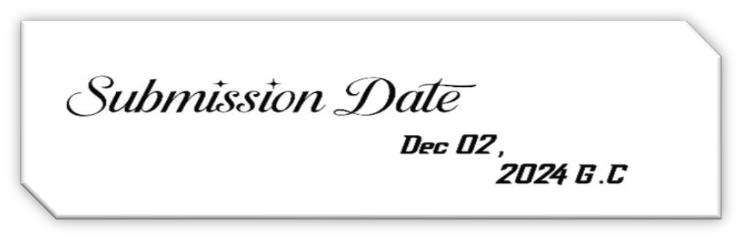 Submission Date
Dec 02,
2024 G.C